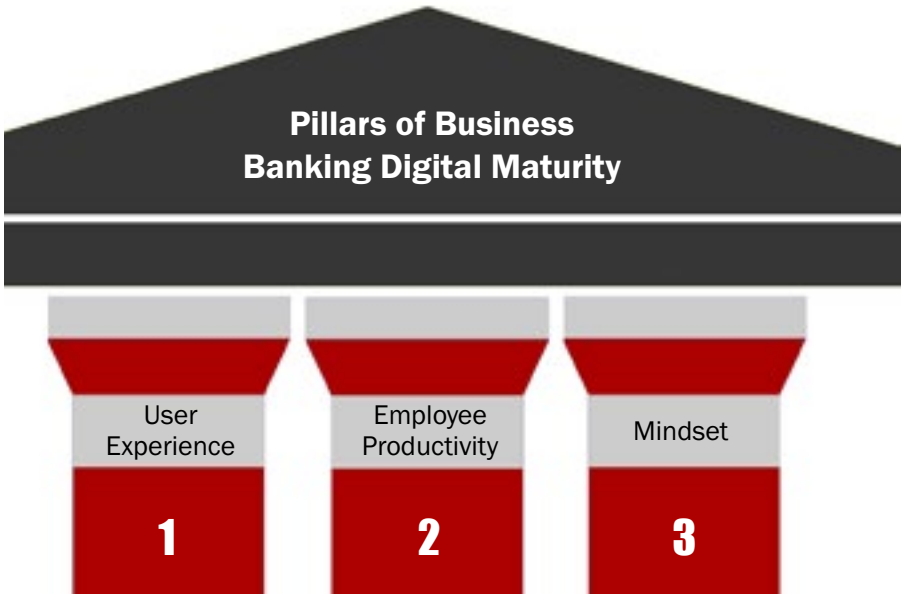 Pillars of Business
Banking Digital Maturity
User
Experience
Employee
Productivity
Mindset
1
2
3